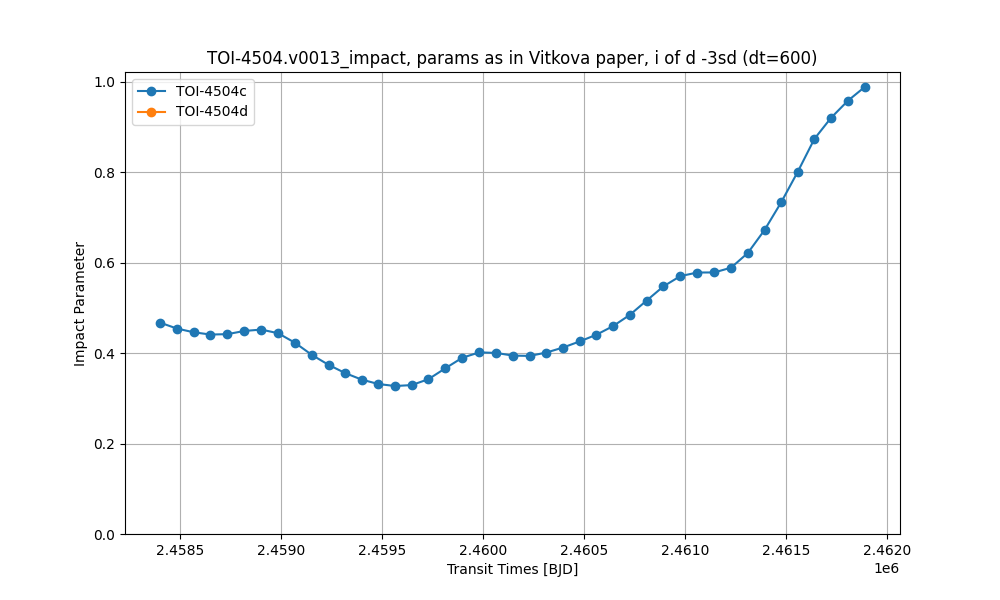 TOI-4504.v0013_impact, params as in Vitkova paper, i of d -3sd (dt=600)
TOI-4504c
TOI-4504d
1.0
0.8
0.6
0.4
0.2
0.0
Impact Parameter
2.4585 2.4590 2.4595 2.4600 2.4605 2.4610 2.4615 2.4620
1e6
Transit Times [BJD]